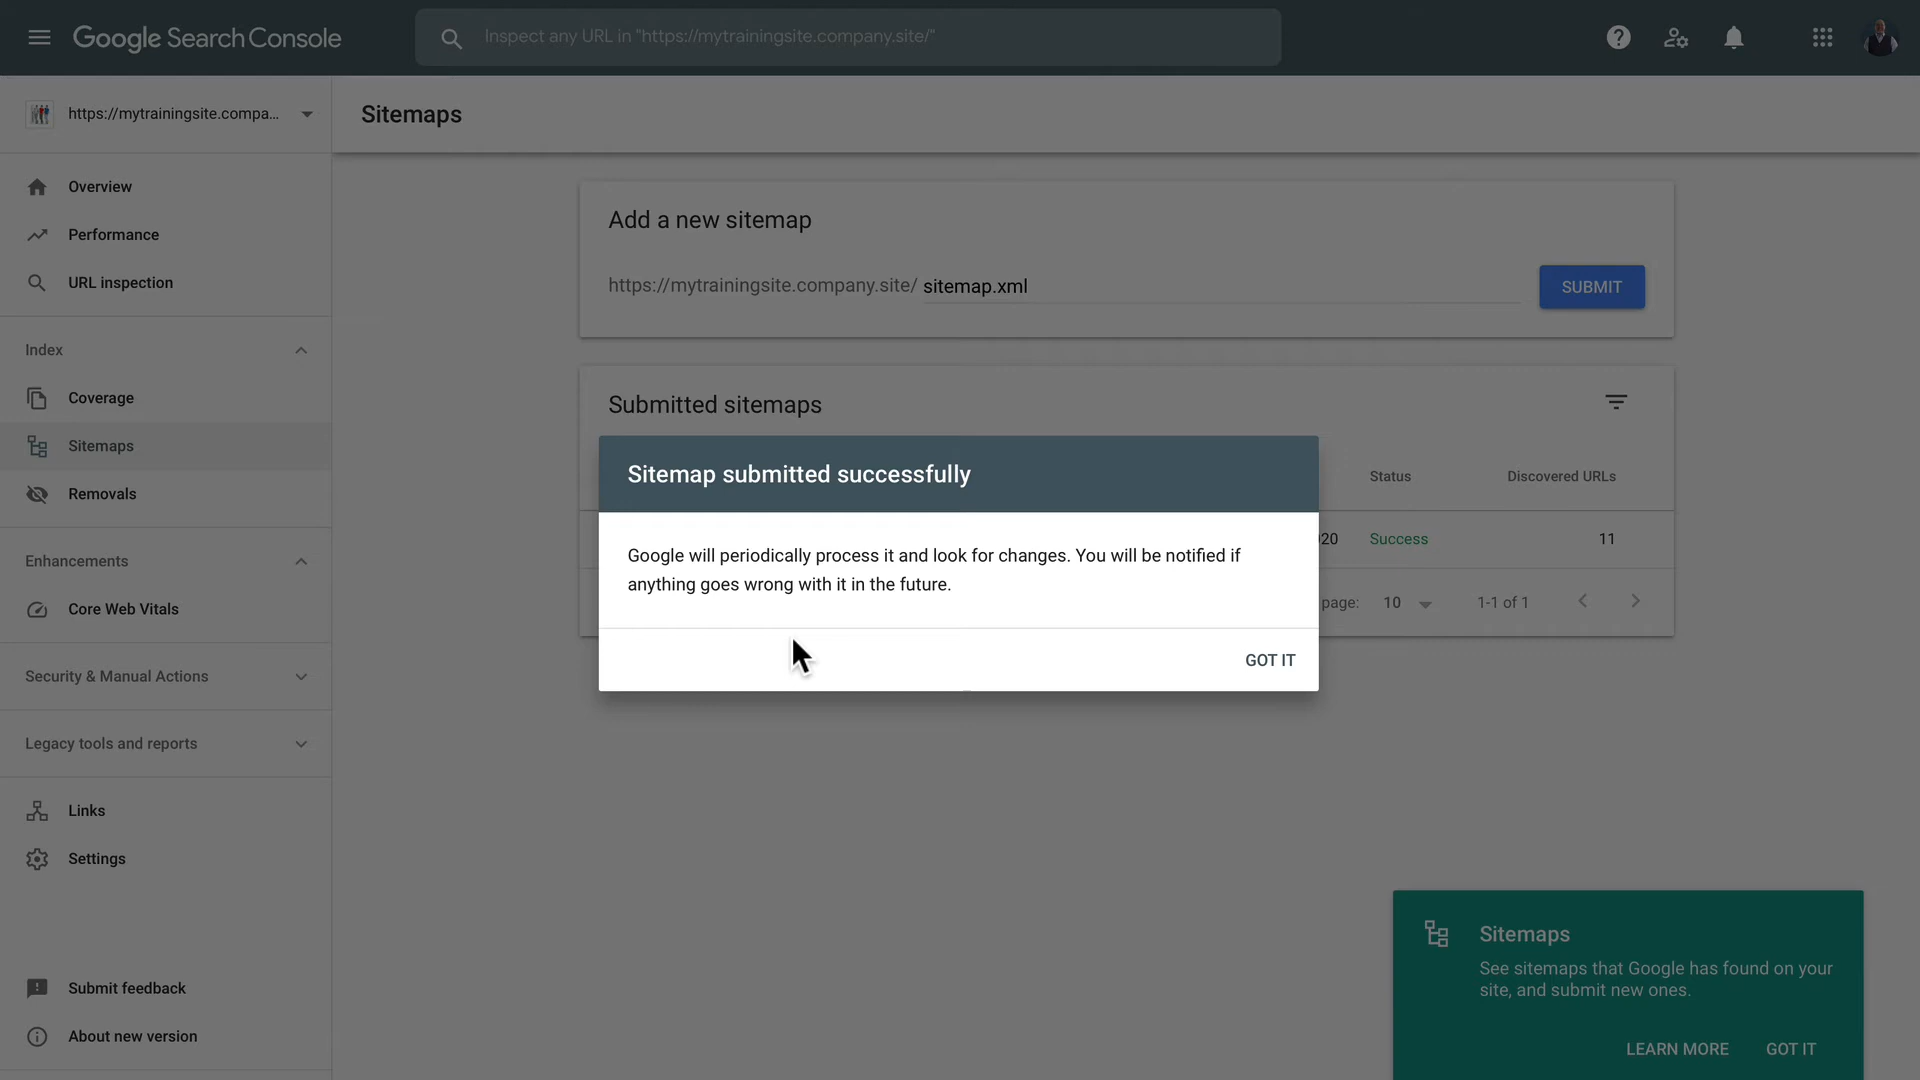 Google Search Console
Inspect any URL in "https://mytrainingsite.company.site/"
https://mytrainingsite.compa...
Sitemaps
Overview
Performance
URL inspection
Index
Coverage
Sitemaps
Removals
Enhancements
Core Web Vitals
Security & Manual Actions
Legacy tools and reports
Links
Settings
Submit feedback
About new version
Add a new sitemap
https://mytrainingsite.company.site/ sitemap.xml
SUBMIT
Submitted sitemaps
Status Discovered URLs
20 Success 11
page: 10 1-1 of 1
Sitemap submitted successfully
Google will periodically process it and look for changes. You will be notified if
anything goes wrong with it in the future.
GOT IT
Sitemaps
See sitemaps that Google has found on your
site, and submit new ones.
LEARN MORE GOT IT